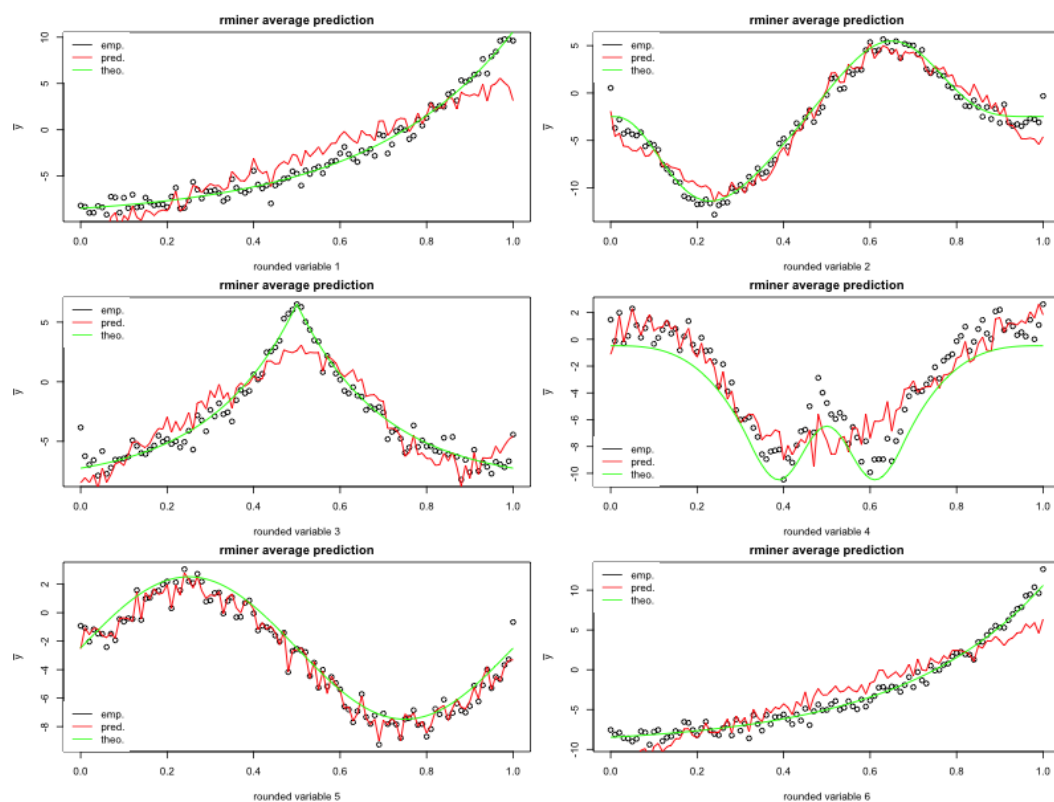 rminer average prediction
10
5
0
-5
ȳ
emp.
pred.
theo.
0.0 0.2 0.4 0.6 0.8 1.0
rounded variable 1
rminer average prediction
5
0
-5
-10
ȳ
emp.
pred.
theo.
0.0 0.2 0.4 0.6 0.8 1.0
rounded variable 2
rminer average prediction
5
0
-5
ȳ
emp.
pred.
theo.
0.0 0.2 0.4 0.6 0.8 1.0
rounded variable 3
rminer average prediction
2
0
-2
-4
-6
-8
-10
ȳ
emp.
pred.
theo.
0.0 0.2 0.4 0.6 0.8 1.0
rounded variable 4
rminer average prediction
2
0
-2
-4
-6
-8
ȳ
emp.
pred.
theo.
0.0 0.2 0.4 0.6 0.8 1.0
rounded variable 5
rminer average prediction
10
5
0
-5
-10
ȳ
emp.
pred.
theo.
0.0 0.2 0.4 0.6 0.8 1.0
rounded variable 6